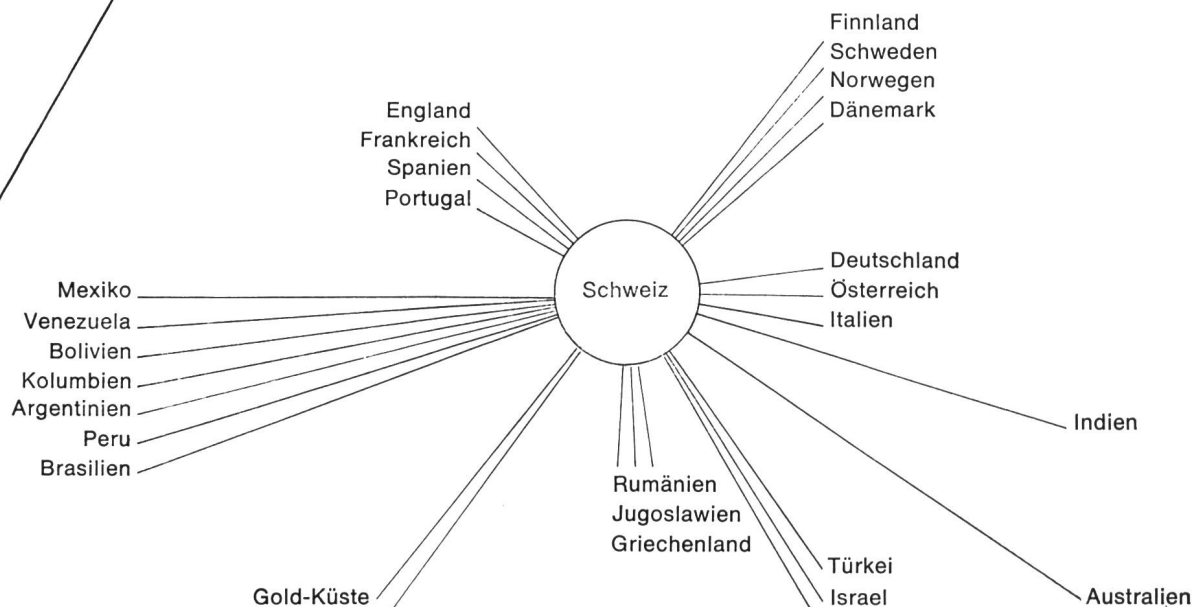 Finnland
Schweden
Norwegen
Dänemark
England
Frankreich
Spanien
Portugal
Schweiz
Deutschland
Österreich
Italien
Mexiko
Venezuela
Bolivien
Kolumbien
Argentinien
Peru
Brasilien
Indien
Rumänien
Jugoslawien
Griechenland
Türkei
Israel
Gold-Küste
Australien